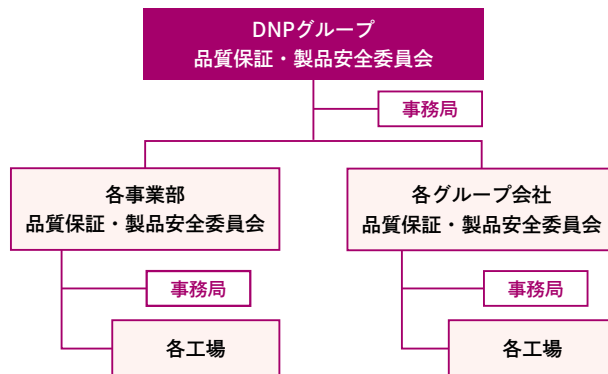 DNPグループ
品質保証・製品安全委員会
事務局
各事業部
品質保証・製品安全委員会
各グループ会社
品質保証・製品安全委員会
事務局
事務局
各工場
各工場